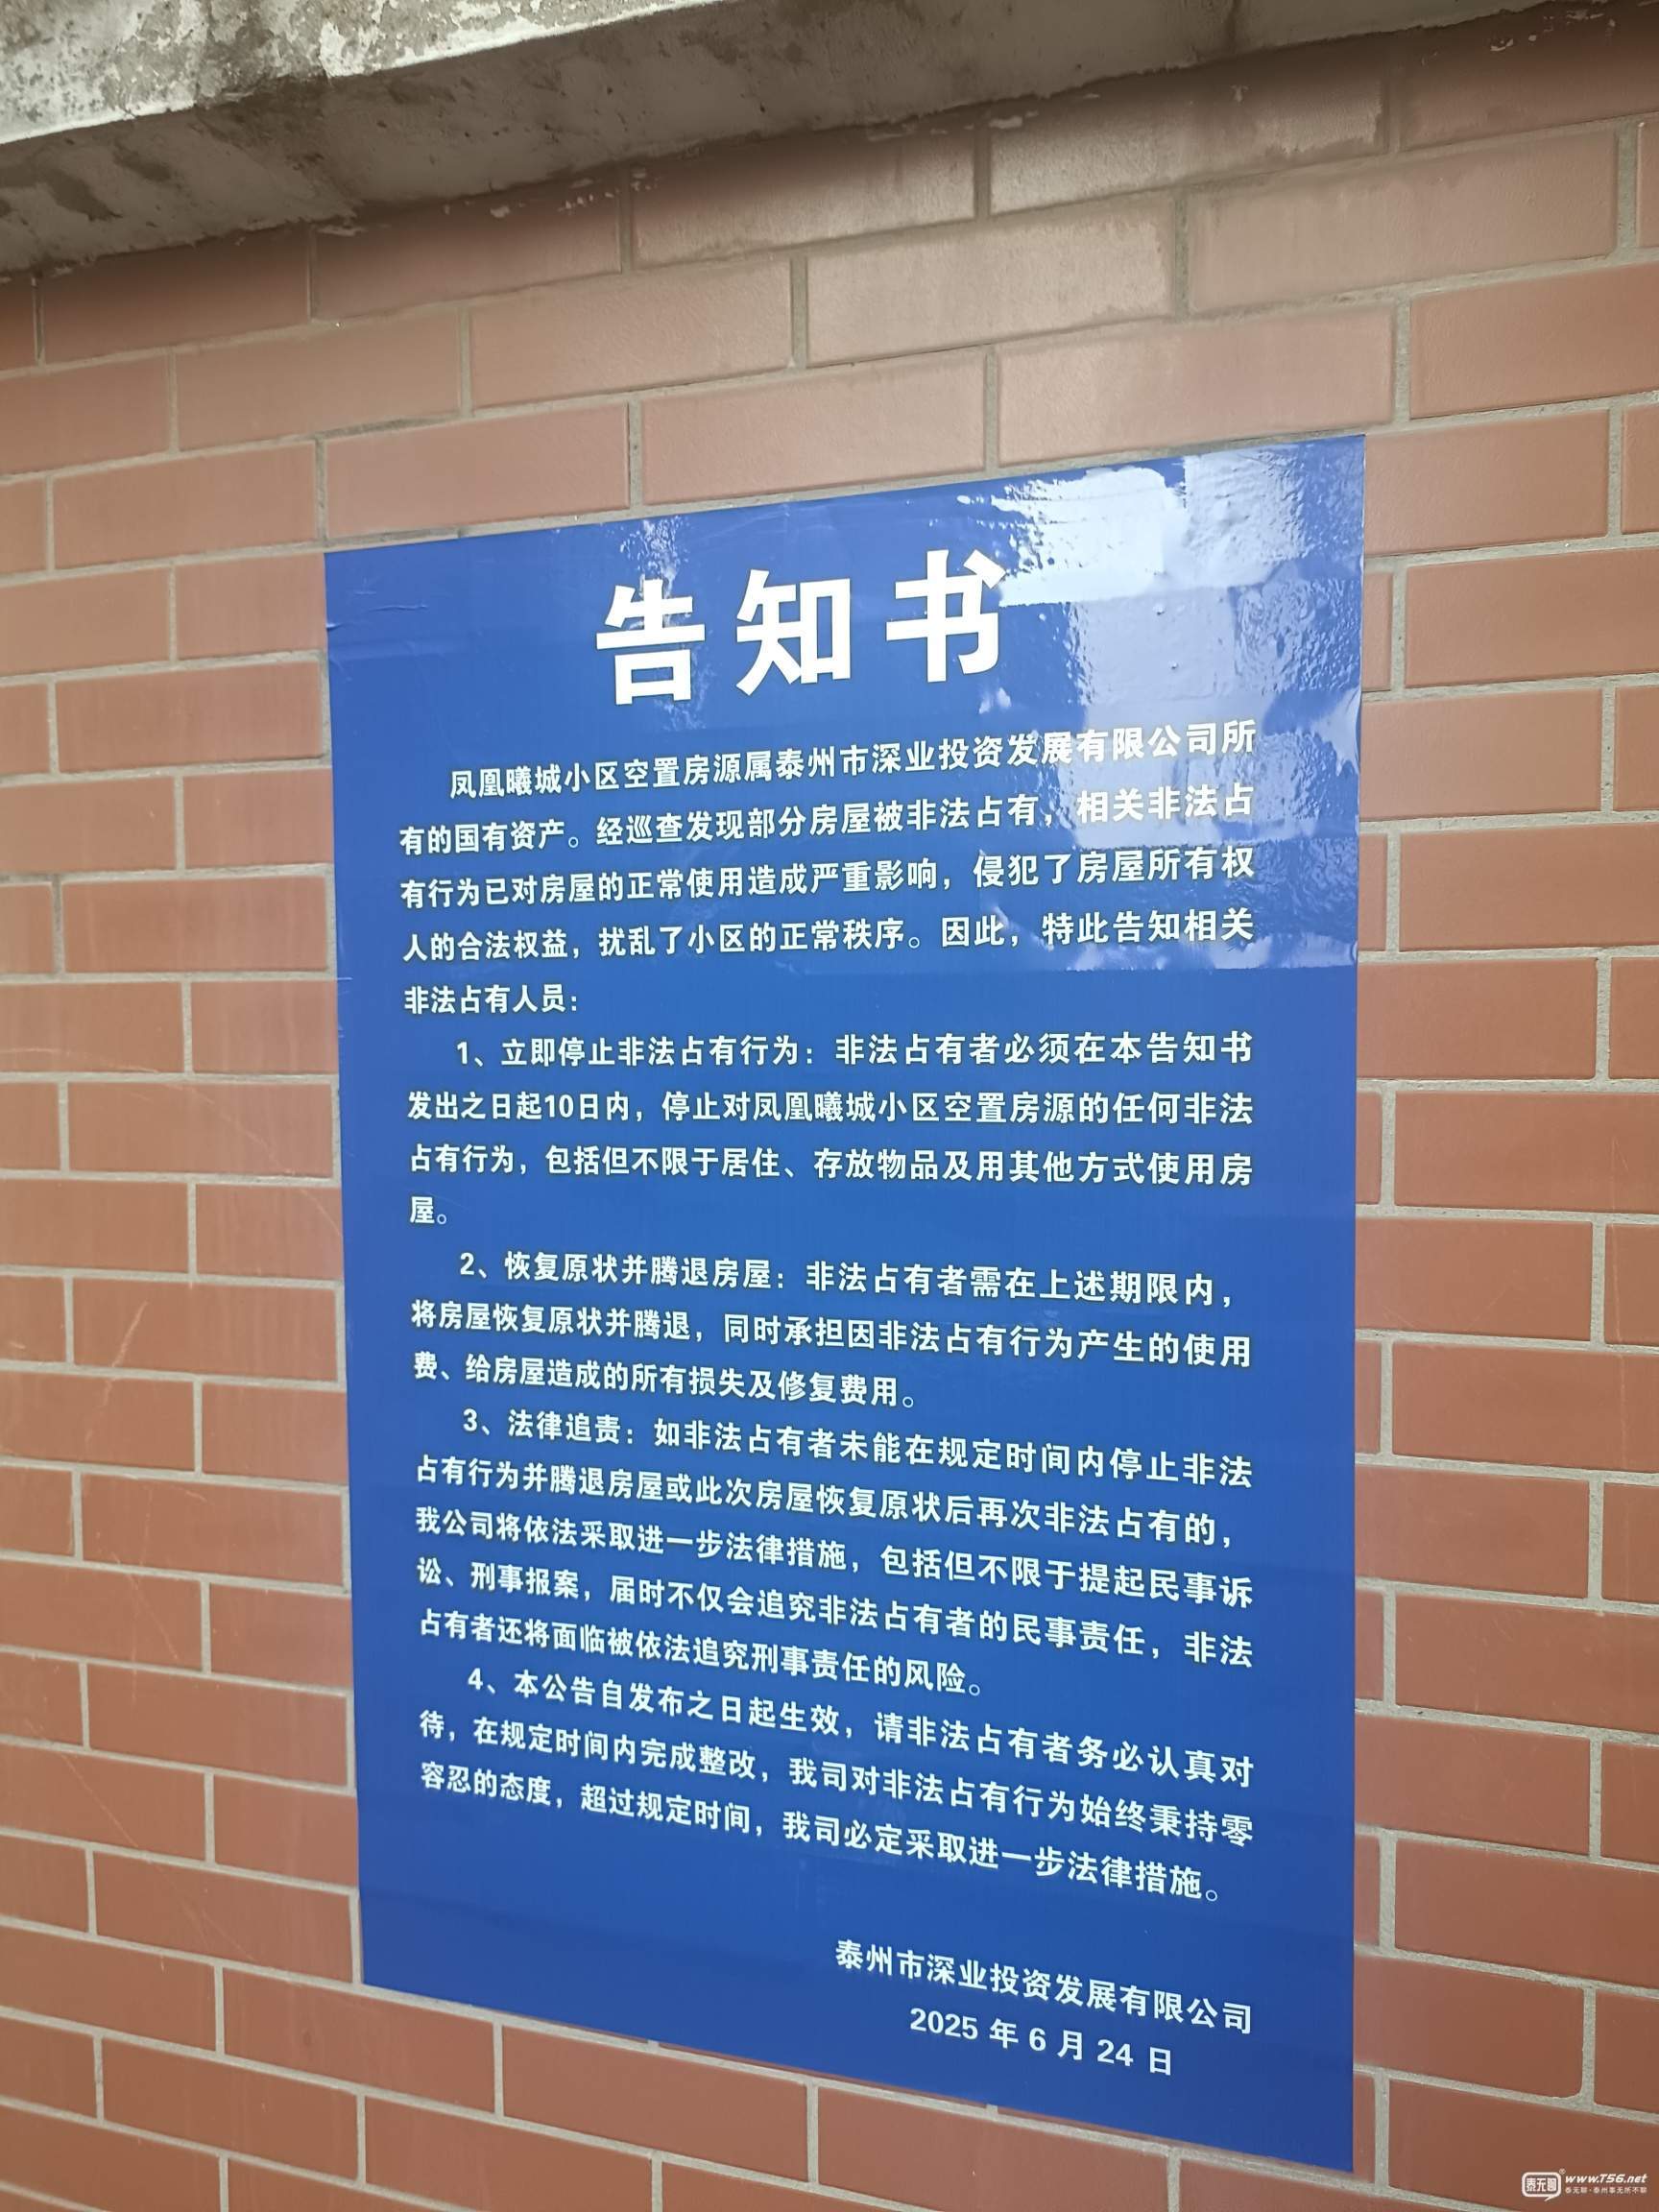 告知书
凤凰曦城小区空置房源属泰州市深业投资发展有限公司所
有的国有资产。经巡查发现部分房屋被非法占有，相关非法占
有行为已对房屋的正常使用造成严重影响，侵犯了房屋所有权
人的合法权益，扰乱了小区的正常秩序。因此，特此告知相关
非法占有人员：
1、立即停止非法占有行为：非法占有者必须在本告知书
发出之日起10日内，停止对凤凰曦城小区空置房源的任何非法
占有行为，包括但不限于居住、存放物品及用其他方式使用房
屋。
2、恢复原状并腾退房屋：非法占有者需在上述期限内，
将房屋恢复原状并腾退，同时承担因非法占有行为产生的使用
费、给房屋造成的所有损失及修复费用。
3、法律追责：如非法占有者未能在规定时间内停止非法
占有行为并腾退房屋或此次房屋恢复原状后再次非法占有的，
我公司将依法采取进一步法律措施，包括但不限于提起民事诉
讼、刑事报案，届时不仅会追究非法占有者的民事责任，非法
占有者还将面临被依法追究刑事责任的风险。
4、本公告自发布之日起生效，请非法占有者务必认真对
待，在规定时间内完成整改，我司对非法占有行为始终秉持零
容忍的态度，超过规定时间，我司必定采取进一步法律措施。
泰州市深业投资发展有限公司
2025 年 6 月 24 日
泰无聊® www.T56.net
泰无聊·泰州事无所不聊